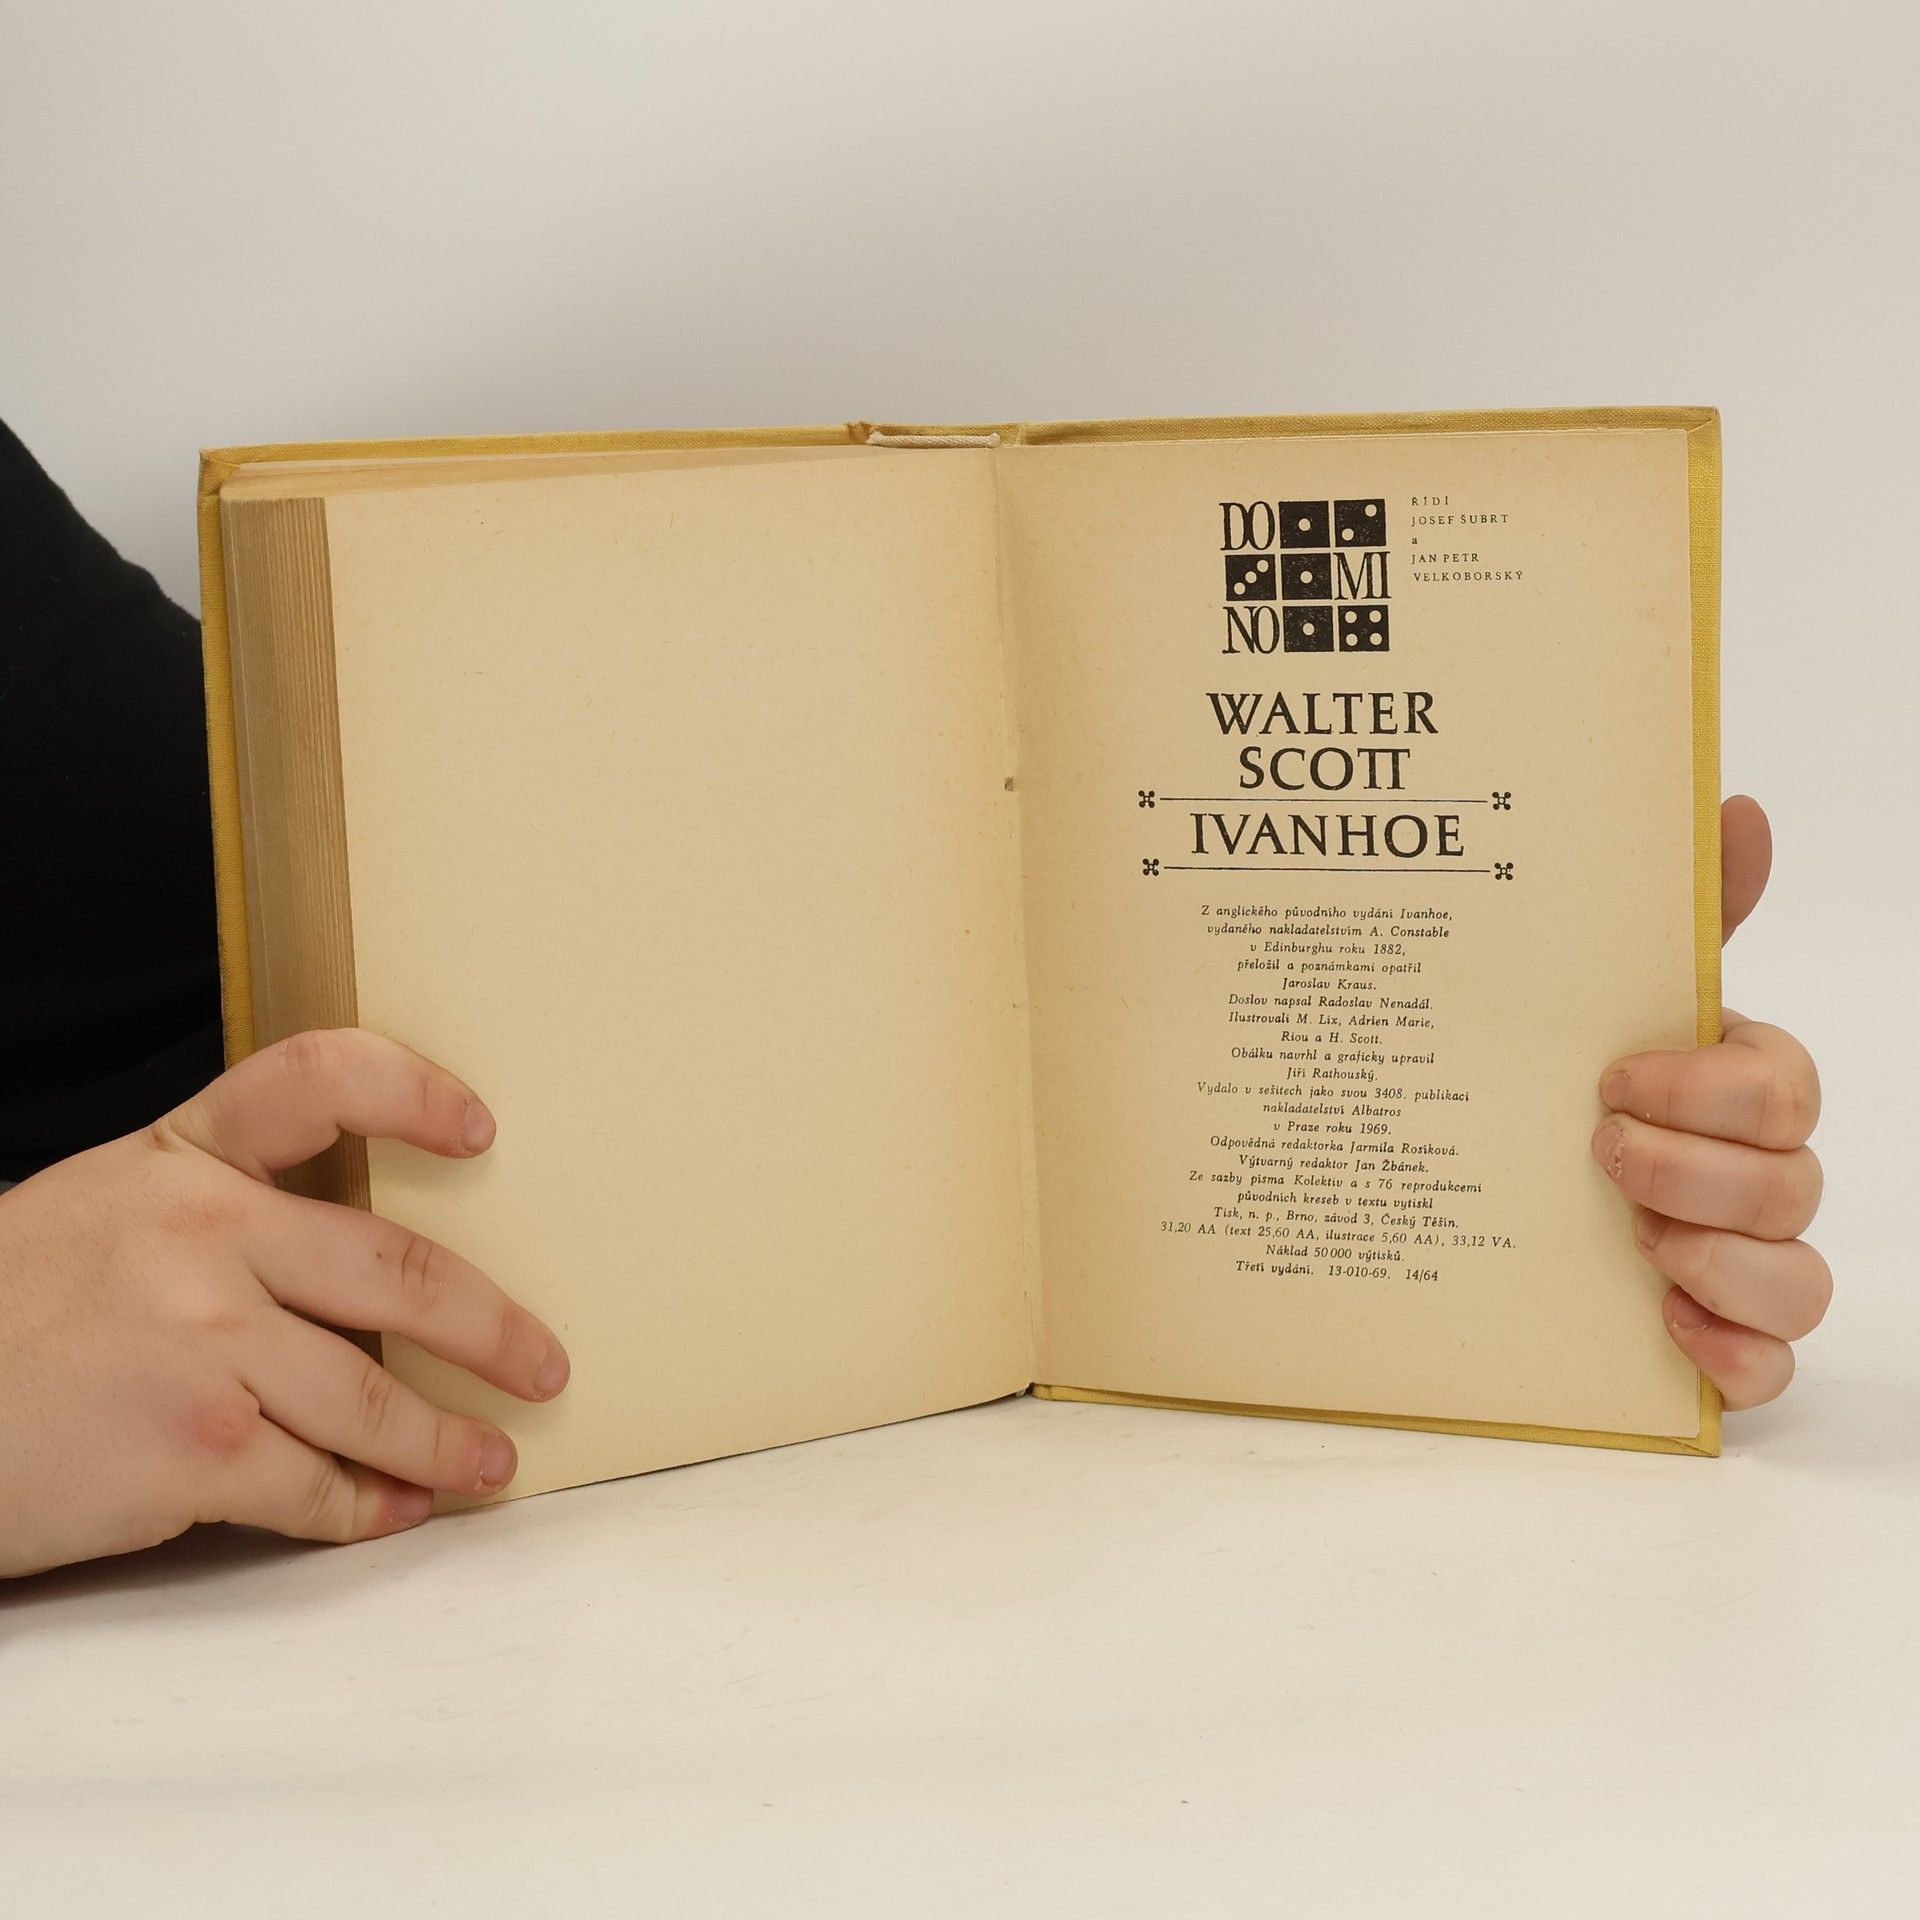 DO
MI
NO
ŘÍDÍ
JOSEF ŠUBRT
a
JAN PETR
VELKOBORSKÝ
WALTER
SCOTT
IVANHOE
Z anglického původního vydání Ivanhoe,
vydaného nakladatelstvím A. Constable
v Edinburghu roku 1882,
přeložil a poznámkami opatřil
Jaroslav Kraus.
Doslov napsal Radoslav Nenadál.
Ilustrovali M. Lix, Adrien Marie,
Riou a H. Scott.
Obálku navrhl a graficky upravil
Jiří Rathouský.
Vydalo v sešitech jako svou 3408. publikaci
nakladatelství Albatros
v Praze roku 1969.
Odpovědná redaktorka Jarmila Rosíková.
Výtvarný redaktor Jan Žbánek.
Ze sazby písma Kolektiv a s 76 reprodukcemi
původních kreseb v textu vytiskl
Tisk, n. p., Brno, závod 3, Český Těšín.
31,20 AA (text 25,60 AA, ilustrace 5,60 AA), 33,12 VA.
Náklad 50 000 výtisků.
Třetí vydání. 13-010-69. 14/64